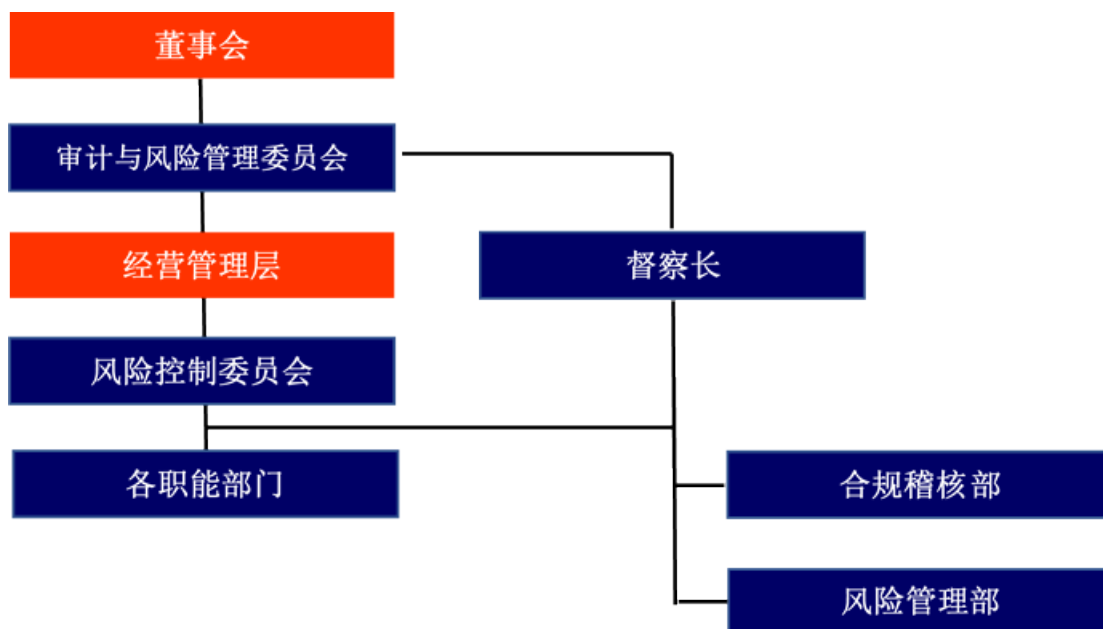 董事会
审计与风险管理委员会
经营管理层
督察长
风险控制委员会
各职能部门
合规稽核部
风险管理部